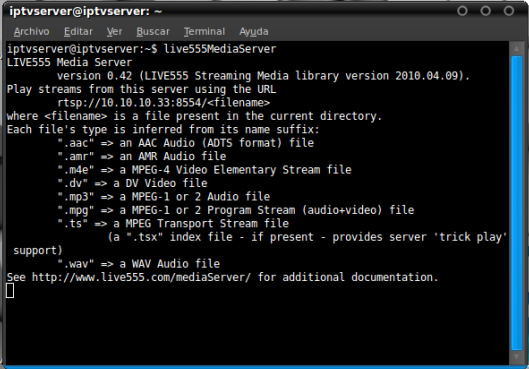 iptvserver@iptvserver: ~
Archivo Editar Ver Buscar Terminal Ayuda
iptvserver@iptvserver:~$ live555MediaServer
LIVE555 Media Server
version 0.42 (LIVE555 Streaming Media library version 2010.04.09).
Play streams from this server using the URL
rtsp://10.10.10.33:8554/<filename>
where <filename> is a file present in the current directory.
Each file's type is inferred from its name suffix:
".aac" => an AAC Audio (ADTS format) file
".amr" => an AMR Audio file
".m4e" => a MPEG-4 Video Elementary Stream file
".dv" => a DV Video file
".mp3" => a MPEG-1 or 2 Audio file
".mpg" => a MPEG-1 or 2 Program Stream (audio+video) file
".ts" => a MPEG Transport Stream file
(a ".tsx" index file - if present - provides server 'trick play'
support)
".wav" => a WAV Audio file
See http://www.live555.com/mediaServer/ for additional documentation.